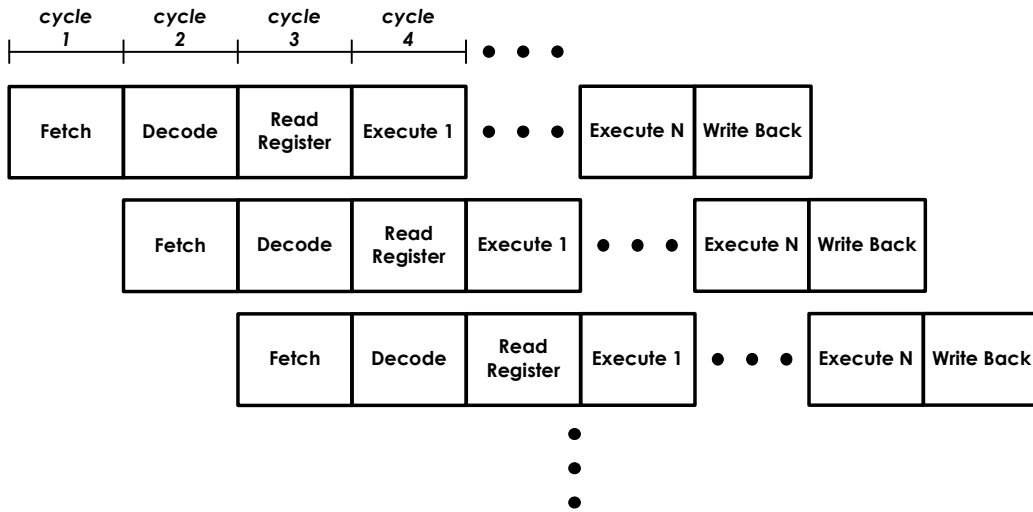 cycle cycle cycle cycle
1 2 3 4
Fetch Decode Read Register Execute 1 Execute N Write Back
Fetch Decode Read Register Execute 1 Execute N Write Back
Fetch Decode Read Register Execute 1 Execute N Write Back